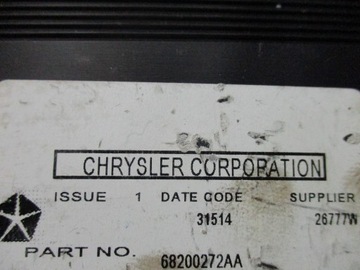 CHRYSLER CORPORATION
ISSUE 1 DATE CODE SUPPLIER
31514 26777W
PART NO. 68200272AA